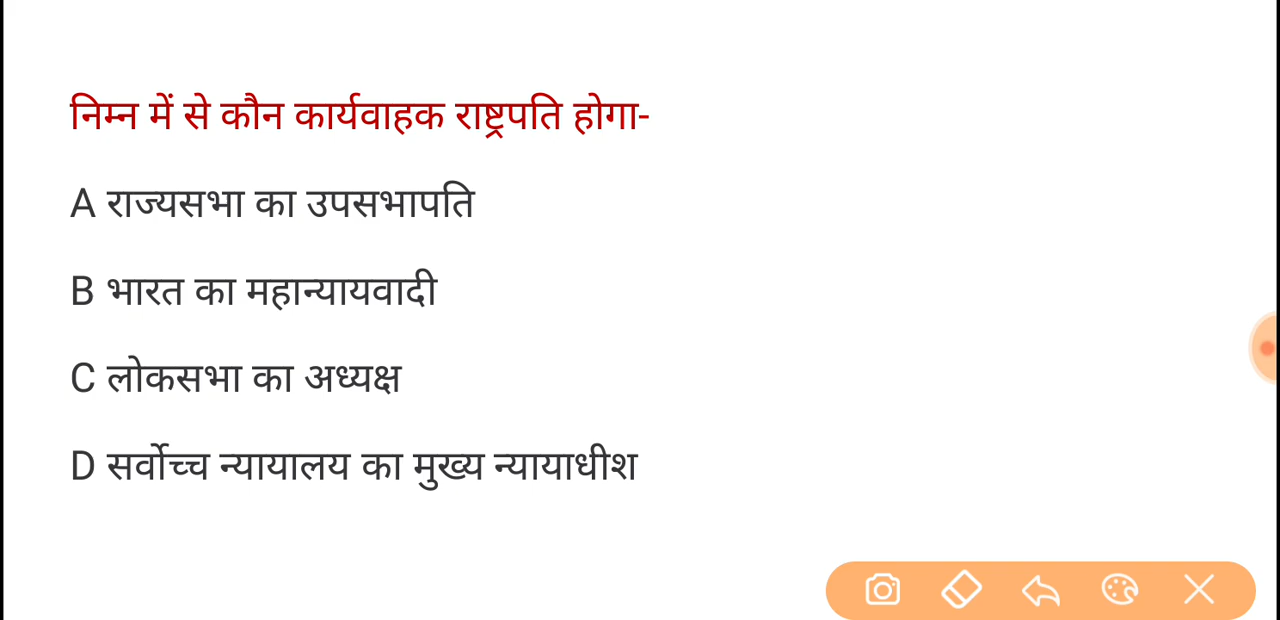 निम्न में से कौन कार्यवाहक राष्ट्रपति होगा-
A राज्यसभा का उपसभापति
B भारत का महान्यायवादी
C लोकसभा का अध्यक्ष
D सर्वोच्च न्यायालय का मुख्य न्यायाधीश